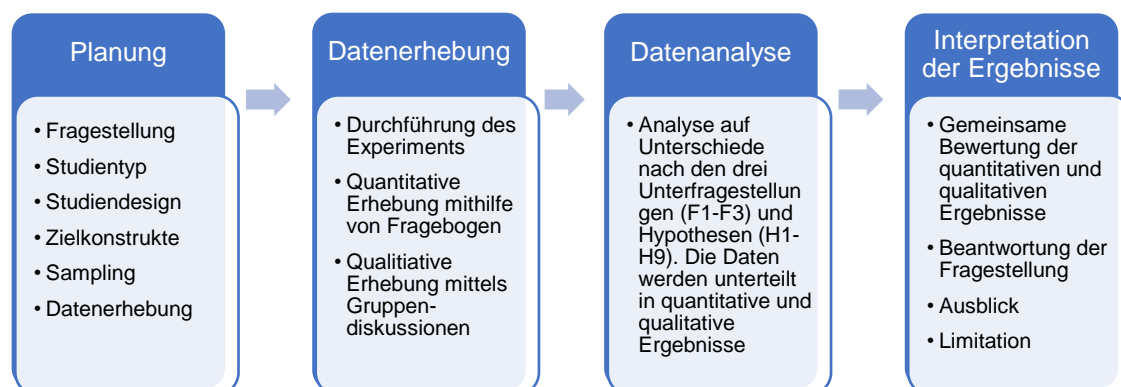 Planung
• Fragestellung
• Studientyp
• Studiendesign
• Zielkonstrukte
• Sampling
• Datenerhebung
Datenerhebung
• Durchführung des
Experiments
• Quantitative
Erhebung mithilfe
von Fragebogen
• Qualitiative
Erhebung mittels
Gruppen-
diskussionen
Datenanalyse
• Analyse auf
Unterschiede
nach den drei
Unterfragestellun
gen (F1-F3) und
Hypothesen (H1-
H9). Die Daten
werden unterteilt
in quantitative und
qualitative
Ergebnisse
Interpretation
der Ergebnisse
• Gemeinsame
Bewertung der
quantitativen und
qualitativen
Ergebnisse
• Beantwortung der
Fragestellung
• Ausblick
• Limitation